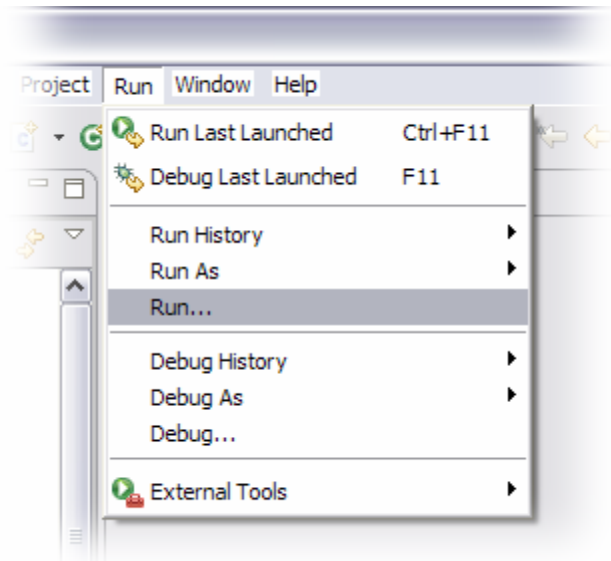 Project Run Window Help
Run Last Launched Ctrl+F11
Debug Last Launched F11
Run History
Run As
Run...
Debug History
Debug As
Debug...
External Tools